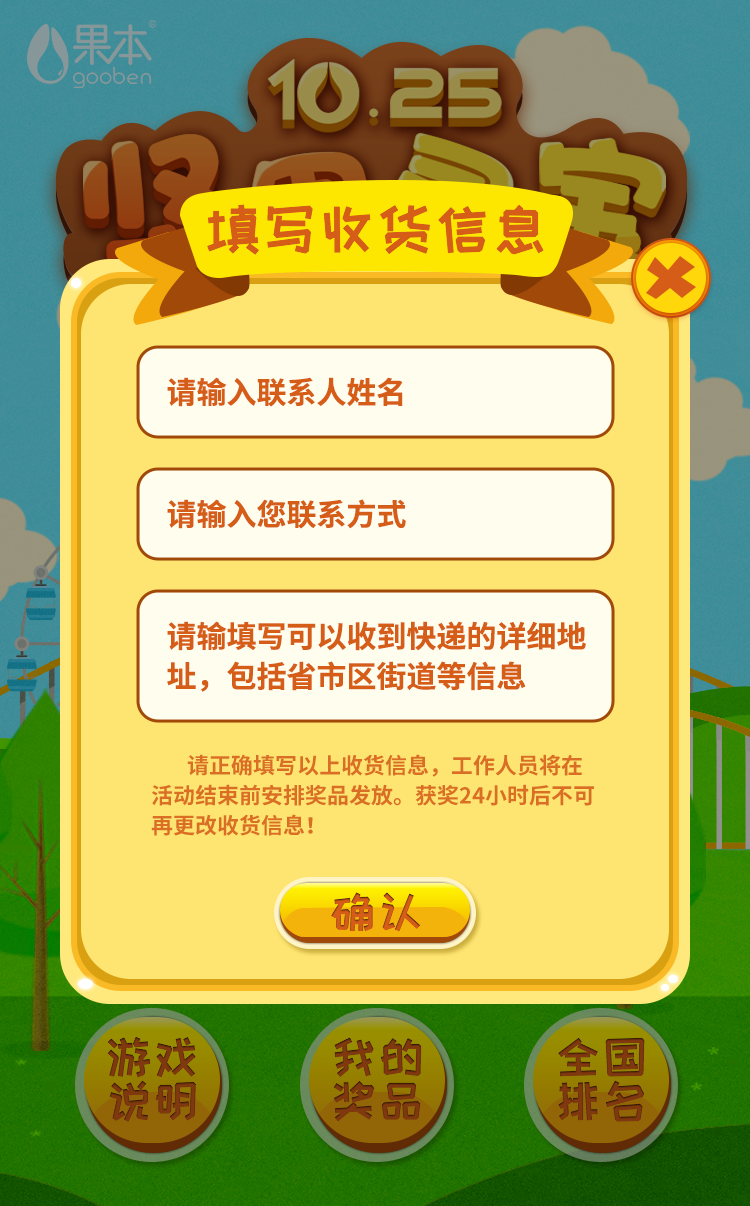 果本®
gooben
10.25
填写收货信息
请输入联系人姓名
请输入您联系方式
请输填写可以收到快递的详细地
址，包括省市区街道等信息
请正确填写以上收货信息，工作人员将在
活动结束前安排奖品发放。获奖24小时后不可
再更改收货信息！
确认
游戏
说明
我的
奖品
全国
排名